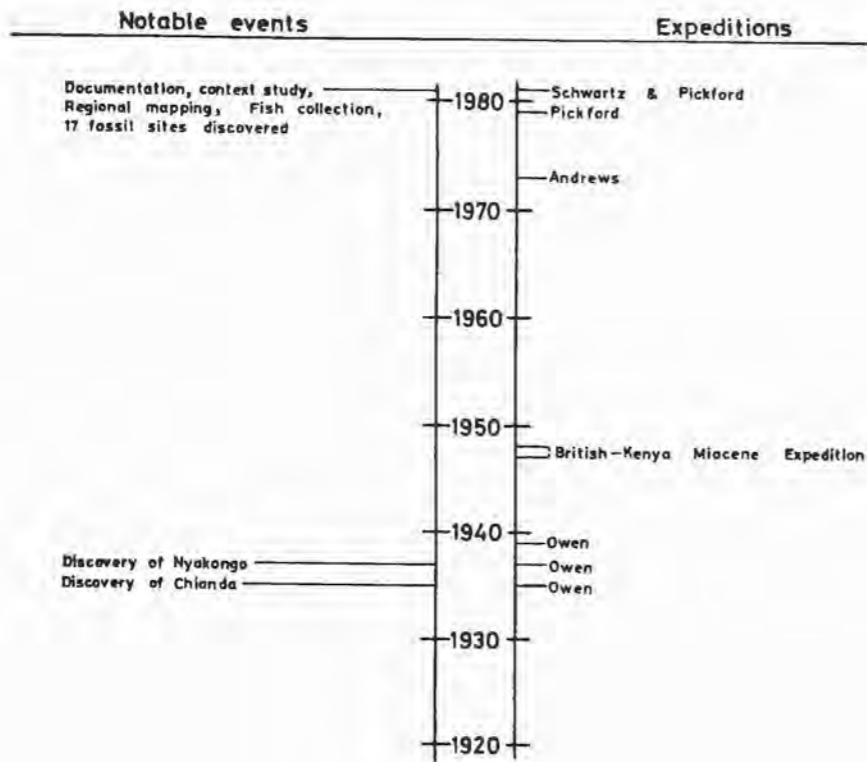 Notable events
Expeditions
Documentation, context study,
Regional mapping, Fish collection,
17 fossil sites discovered
1980
Schwartz & Pickford
Pickford
Andrews
1970
1960
1950
British-Kenya Miocene Expedition
1940
Owen
Discovery of Nyakongo
Owen
Discovery of Chianda
Owen
1930
1920